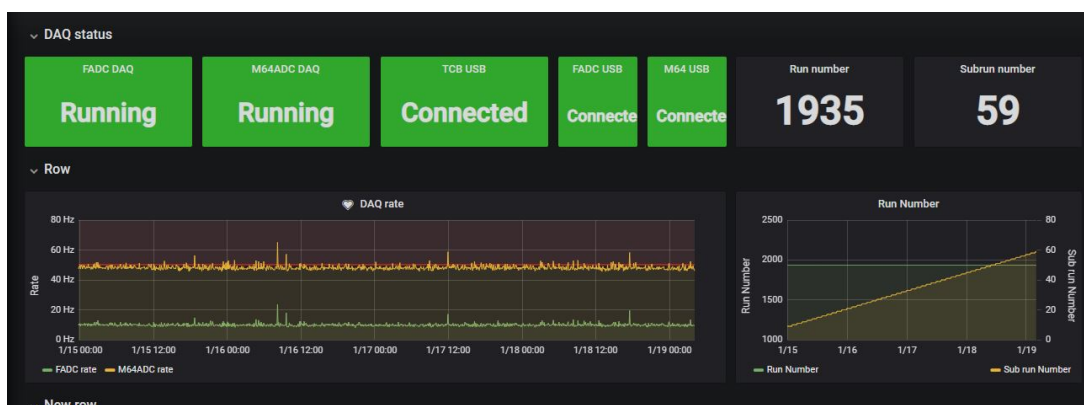 DAQ status
FADC DAQ
M64ADC DAQ
TCB USB
FADC USB
M64 USB
Run number
Subrun number
Running
Running
Connected
Connecte
Connecte
1935
59
Row
DAQ rate
80 Hz
60 Hz
40 Hz
20 Hz
0 Hz
Rate
1/15 00:00
1/15 12:00
1/16 00:00
1/16 12:00
1/17 00:00
1/17 12:00
1/18 00:00
1/18 12:00
1/19 00:00
FADC rate
M64ADC rate
Run Number
2500
2000
1500
1000
Run Number
80
60
40
20
0
Sub run Number
1/15
1/16
1/17
1/18
1/19
Run Number
Sub run Number
New row